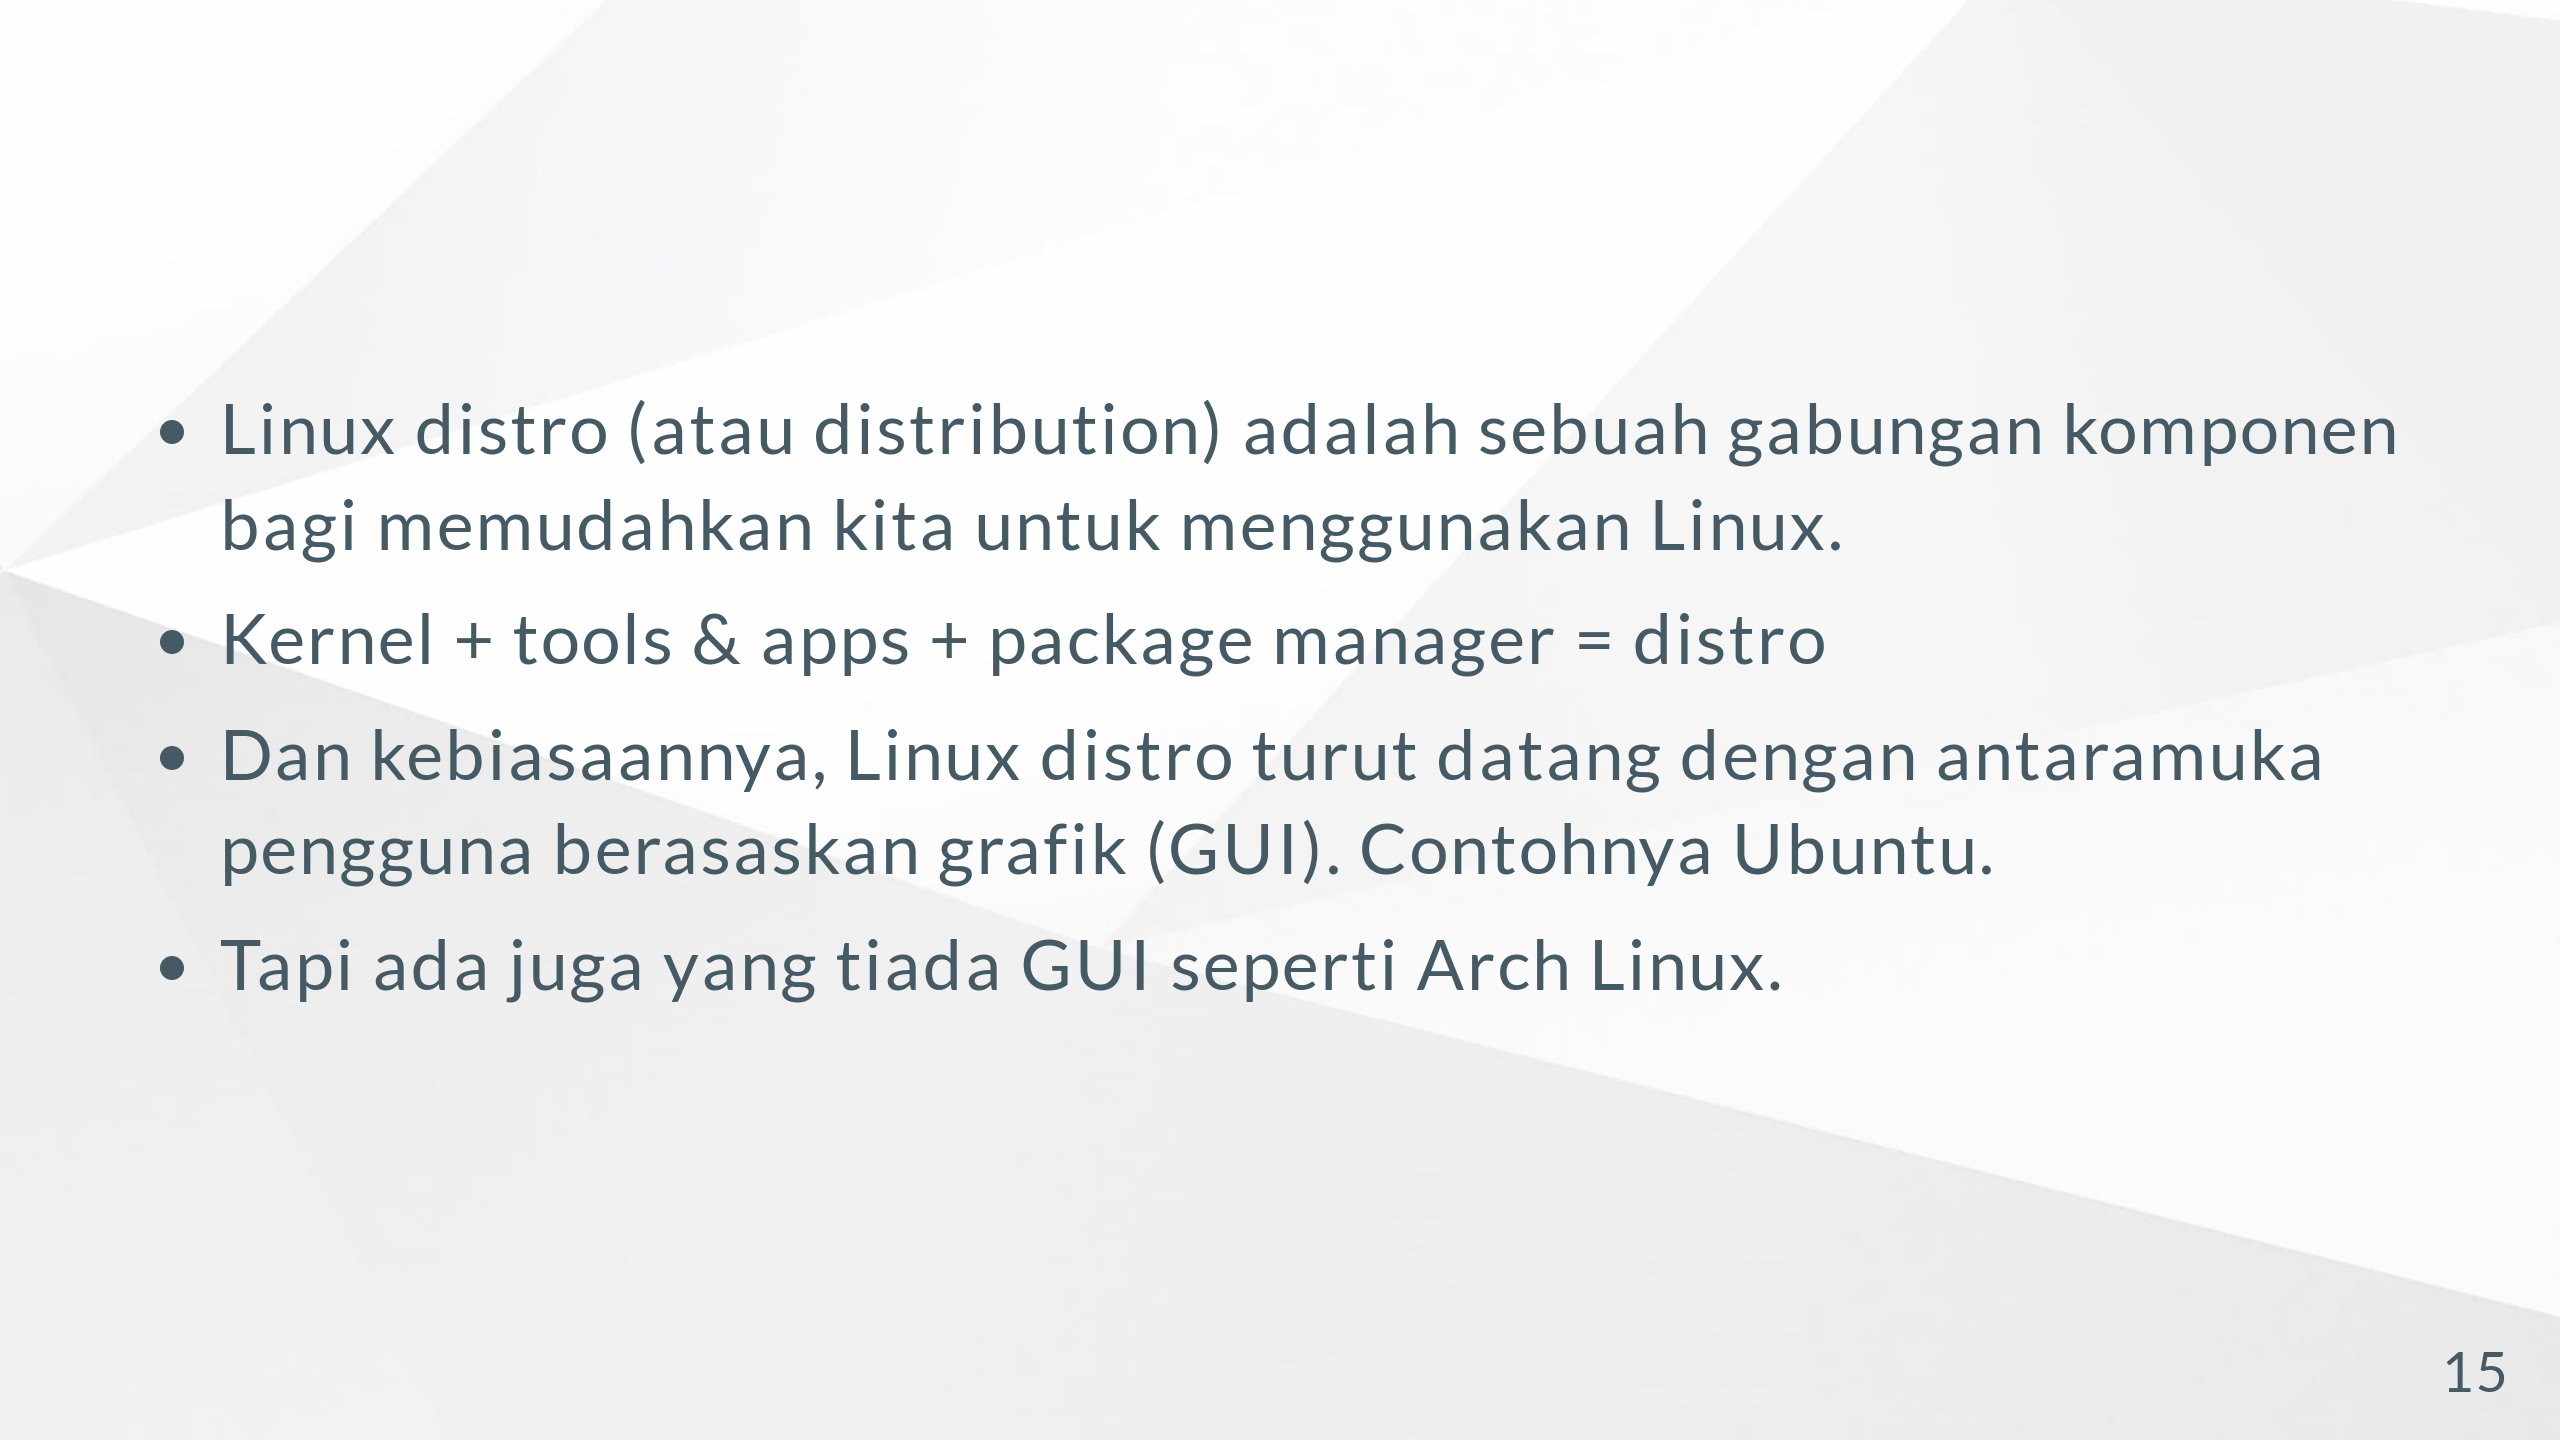 • Linux distro (atau distribution) adalah sebuah gabungan komponen
bagi memudahkan kita untuk menggunakan Linux.
• Kernel + tools & apps + package manager = distro
• Dan kebiasaannya, Linux distro turut datang dengan antaramuka
pengguna berasaskan grafik (GUI). Contohnya Ubuntu.
• Tapi ada juga yang tiada GUI seperti Arch Linux.
15